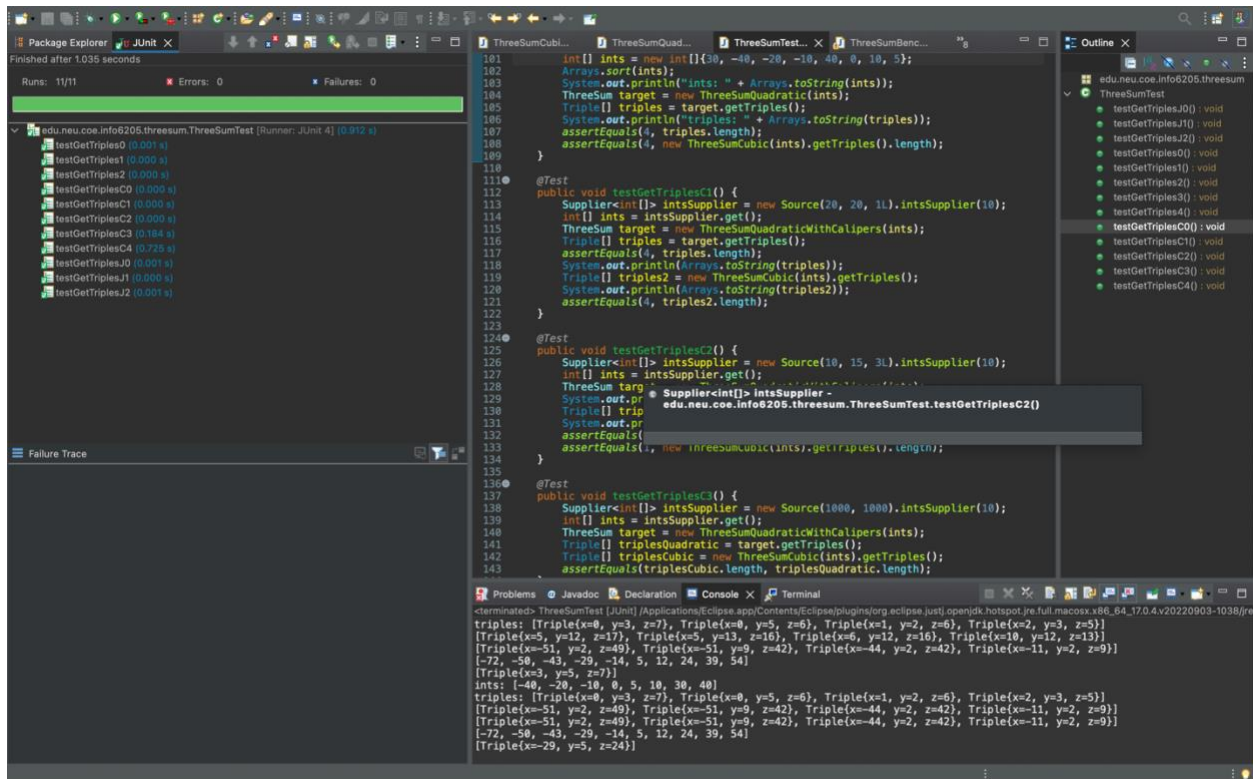 Package Explorer JUnit X
Finished after 1.035 seconds
Runs: 11/11 Errors: 0 Failures: 0
edu.neu.coe.info6205.threesum.ThreeSumTest [Runner: JUnit 4] (0.912 s)
testGetTriples0 (0.001 s)
testGetTriples1 (0.000 s)
testGetTriples2 (0.000 s)
testGetTriplesC0 (0.000 s)
testGetTriplesC1 (0.000 s)
testGetTriplesC2 (0.000 s)
testGetTriplesC3 (0.184 s)
testGetTriplesC4 (0.725 s)
testGetTriplesJ0 (0.001 s)
testGetTriplesJ1 (0.000 s)
testGetTriplesJ2 (0.001 s)
Failure Trace
ThreeSumCubi... ThreeSumQuad... ThreeSumTest... X ThreeSumBenc... »8
101 int[] ints = new int[]{30, -40, -20, -10, 40, 0, 10, 5};
102 Arrays.sort(ints);
103 System.out.println("ints: " + Arrays.toString(ints));
104 ThreeSum target = new ThreeSumQuadratic(ints);
105 Triple[] triples = target.getTriples();
106 System.out.println("triples: " + Arrays.toString(triples));
107 assertEquals(4, triples.length);
108 assertEquals(4, new ThreeSumCubic(ints).getTriples().length);
109 }
110
111 @Test
112 public void testGetTriplesC1() {
113 Supplier<int[]> intsSupplier = new Source(20, 20, 1L).intsSupplier(10);
114 int[] ints = intsSupplier.get();
115 ThreeSum target = new ThreeSumQuadraticWithCalipers(ints);
116 Triple[] triples = target.getTriples();
117 assertEquals(4, triples.length);
118 System.out.println(Arrays.toString(triples));
119 Triple[] triples2 = new ThreeSumCubic(ints).getTriples();
120 System.out.println(Arrays.toString(triples2));
121 assertEquals(4, triples2.length);
122 }
123
124 @Test
125 public void testGetTriplesC2() {
126 Supplier<int[]> intsSupplier = new Source(10, 15, 3L).intsSupplier(10);
127 int[] ints = intsSupplier.get();
128 ThreeSum targ
129 System.out.pr
130 Triple[] trip
131 System.out.pr
132 assertEquals(
133 assertEquals(1, new ThreeSumCubic(ints).getTriples().length);
134 }
135
136 @Test
137 public void testGetTriplesC3() {
138 Supplier<int[]> intsSupplier = new Source(1000, 1000).intsSupplier(10);
139 int[] ints = intsSupplier.get();
140 ThreeSum target = new ThreeSumQuadraticWithCalipers(ints);
141 Triple[] triplesQuadratic = target.getTriples();
142 Triple[] triplesCubic = new ThreeSumCubic(ints).getTriples();
143 assertEquals(triplesCubic.length, triplesQuadratic.length);
Supplier<int[]> intsSupplier -
edu.neu.coe.info6205.threesum.ThreeSumTest.testGetTriplesC2()
Outline X
edu.neu.coe.info6205.threesum
ThreeSumTest
testGetTriplesJ0() : void
testGetTriplesJ1() : void
testGetTriplesJ2() : void
testGetTriples0() : void
testGetTriples1() : void
testGetTriples2() : void
testGetTriples3() : void
testGetTriples4() : void
testGetTriplesC0() : void
testGetTriplesC1() : void
testGetTriplesC2() : void
testGetTriplesC3() : void
testGetTriplesC4() : void
Problems Javadoc Declaration Console X Terminal
<terminated> ThreeSumTest [JUnit] /Applications/Eclipse.app/Contents/Eclipse/plugins/org.eclipse.justj.openjdk.hotspot.jre.full.macosx.x86_64_17.0.4.v20220903-1038/jre
triples: [Triple{x=0, y=3, z=7}, Triple{x=0, y=5, z=6}, Triple{x=1, y=2, z=6}, Triple{x=2, y=3, z=5}]
[Triple{x=5, y=12, z=17}, Triple{x=5, y=13, z=16}, Triple{x=6, y=12, z=16}, Triple{x=10, y=12, z=13}]
[Triple{x=-51, y=2, z=49}, Triple{x=-51, y=9, z=42}, Triple{x=-44, y=2, z=42}, Triple{x=-11, y=2, z=9}]
[-72, -50, -43, -29, -14, 5, 12, 24, 39, 54]
[Triple{x=3, y=5, z=7}]
ints: [-40, -20, -10, 0, 5, 10, 30, 40]
triples: [Triple{x=0, y=3, z=7}, Triple{x=0, y=5, z=6}, Triple{x=1, y=2, z=6}, Triple{x=2, y=3, z=5}]
[Triple{x=-51, y=2, z=49}, Triple{x=-51, y=9, z=42}, Triple{x=-44, y=2, z=42}, Triple{x=-11, y=2, z=9}]
[Triple{x=-51, y=2, z=49}, Triple{x=-51, y=9, z=42}, Triple{x=-44, y=2, z=42}, Triple{x=-11, y=2, z=9}]
[-72, -50, -43, -29, -14, 5, 12, 24, 39, 54]
[Triple{x=-29, y=5, z=24}]